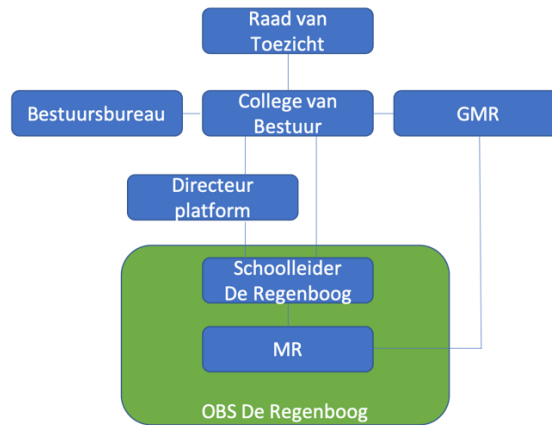 Raad van
Toezicht
Bestuursbureau
College van
Bestuur
GMR
Directeur
platform
Schoolleider
De Regenboog
MR
OBS De Regenboog